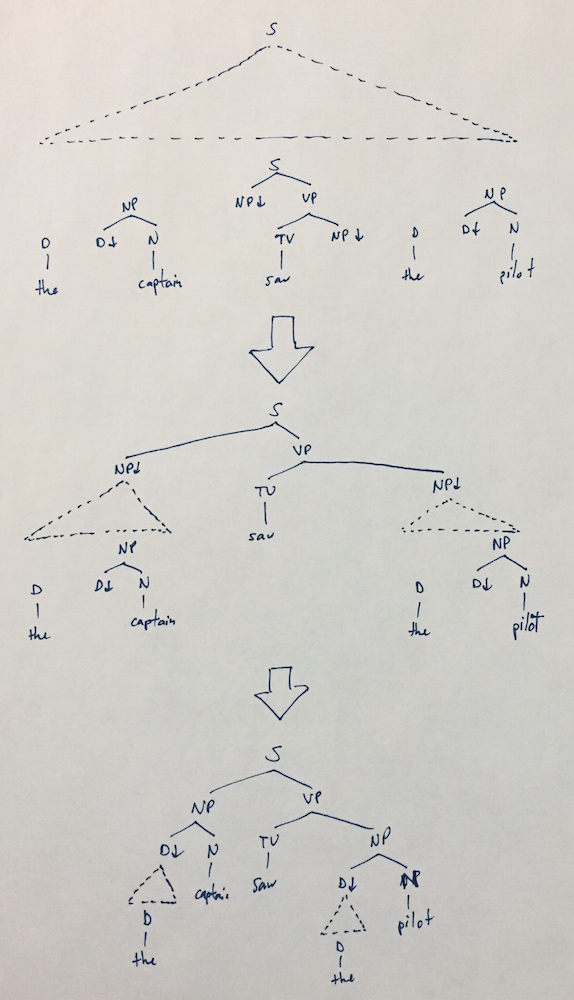 S
S
NP↓ VP
NP NP
D D↓ N TV NP↓ D D↓ N
the captain saw the pilot
S
NP↓ VP NP↓
TV
saw
NP NP
D D↓ N D D↓ N
the captain the pilot
S
NP VP
D↓ N TV NP
captain saw D↓ NP
D pilot
the D
the